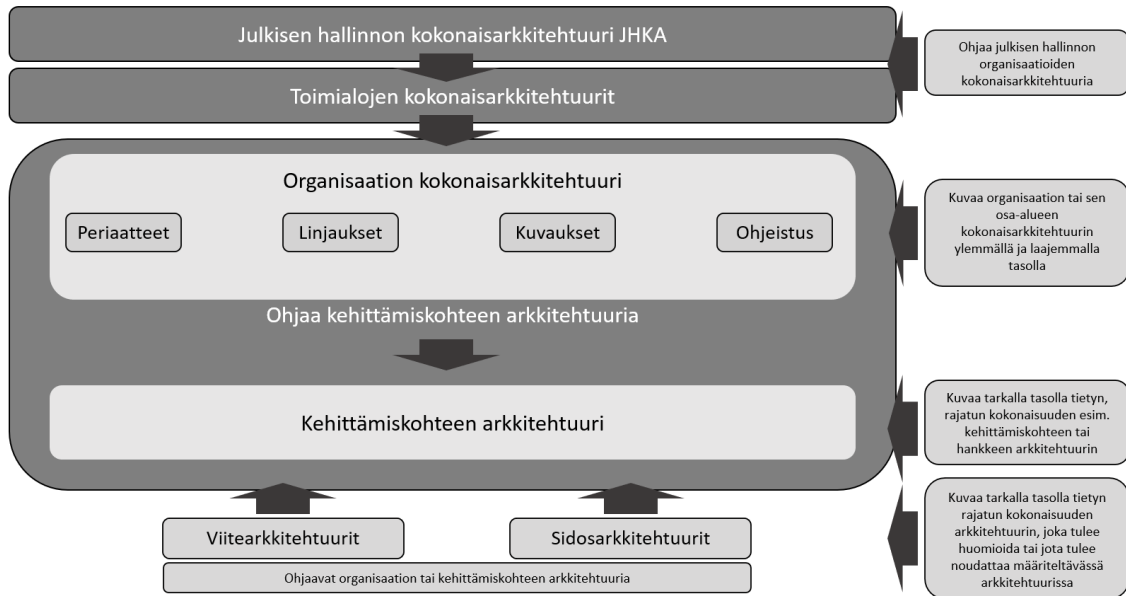 Julkisen hallinnon kokonaisarkkitehtuuri JHKA
Toimialojen kokonaisarkkitehtuurit
Ohjaa julkisen hallinnon
organisaatioiden
kokonaisarkkitehtuuria
Organisaation kokonaisarkkitehtuuri
Periaatteet
Linjaukset
Kuvaukset
Ohjeistus
Kuvaa organisaation tai sen
osa-alueen
kokonaisarkkitehtuurin
ylemmällä ja laajemmalla
tasolla
Ohjaa kehittämiskohteen arkkitehtuuria
Kehittämiskohteen arkkitehtuuri
Kuvaa tarkalla tasolla tietyn,
rajatun kokonaisuuden esim.
kehittämiskohteen tai
hankkeen arkkitehtuurin
Viitearkkitehtuurit
Sidosarkkitehtuurit
Ohjaavat organisaation tai kehittämiskohteen arkkitehtuuria
Kuvaa tarkalla tasolla tietyn
rajatun kokonaisuuden
arkkitehtuurin, joka tulee
huomioida tai jota tulee
noudattaa määriteltävässä
arkkitehtuurissa